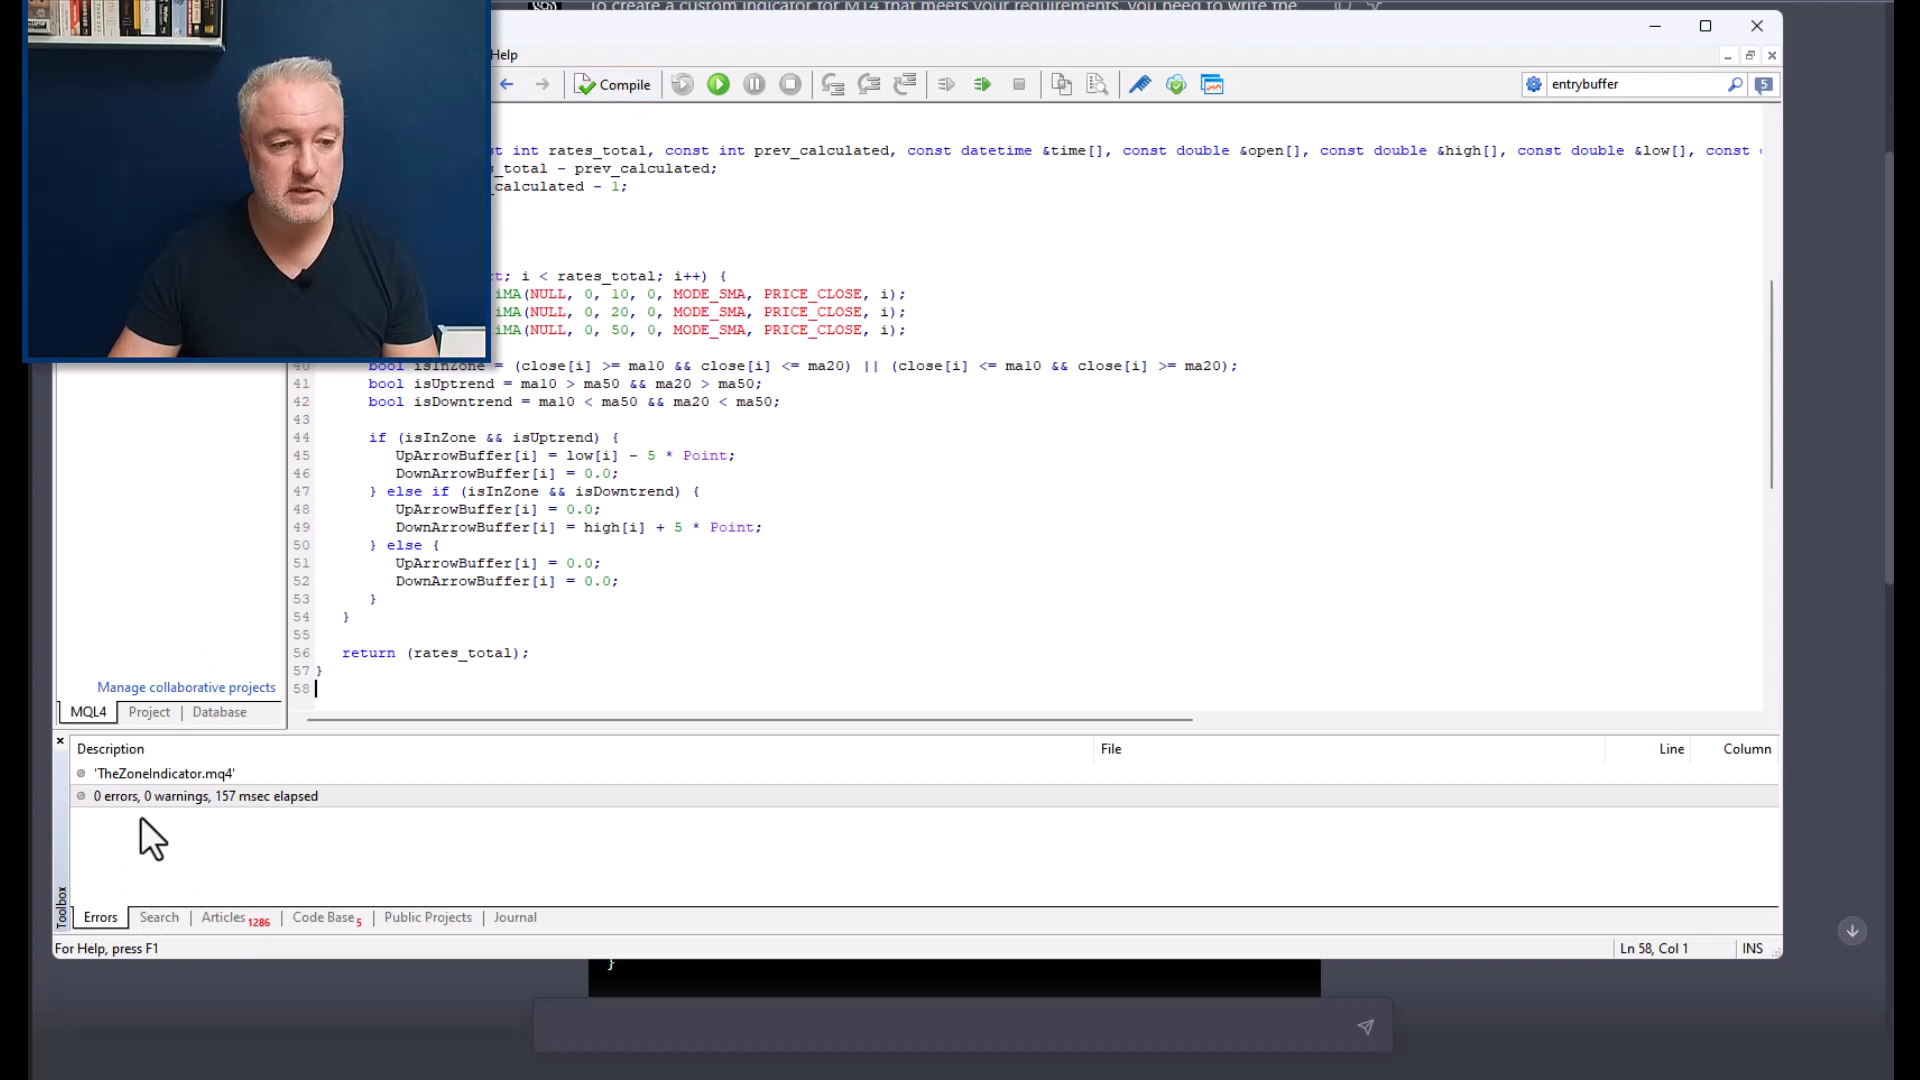 To create a custom indicator for MT4 that meets your requirements, you need to write the
Help
Compile
entrybuffer
5
int rates_total, const int prev_calculated, const datetime &time[], const double &open[], const double &high[], const double &low[], const
_total - prev_calculated;
_calculated - 1;
; i < rates_total; i++) {
iMA(NULL, 0, 10, 0, MODE_SMA, PRICE_CLOSE, i);
iMA(NULL, 0, 20, 0, MODE_SMA, PRICE_CLOSE, i);
iMA(NULL, 0, 50, 0, MODE_SMA, PRICE_CLOSE, i);
40 bool isInZone = (close[i] >= ma10 && close[i] <= ma20) || (close[i] <= ma10 && close[i] >= ma20);
41 bool isUptrend = ma10 > ma50 && ma20 > ma50;
42 bool isDowntrend = ma10 < ma50 && ma20 < ma50;
43
44 if (isInZone && isUptrend) {
45 UpArrowBuffer[i] = low[i] - 5 * Point;
46 DownArrowBuffer[i] = 0.0;
47 } else if (isInZone && isDowntrend) {
48 UpArrowBuffer[i] = 0.0;
49 DownArrowBuffer[i] = high[i] + 5 * Point;
50 } else {
51 UpArrowBuffer[i] = 0.0;
52 DownArrowBuffer[i] = 0.0;
53 }
54 }
55
56 return (rates_total);
57 }
58
Manage collaborative projects
MQL4 Project Database
Description File Line Column
'TheZoneIndicator.mq4'
0 errors, 0 warnings, 157 msec elapsed
Toolbox
Errors Search Articles 1286 Code Base 5 Public Projects Journal
For Help, press F1 Ln 58, Col 1 INS
}